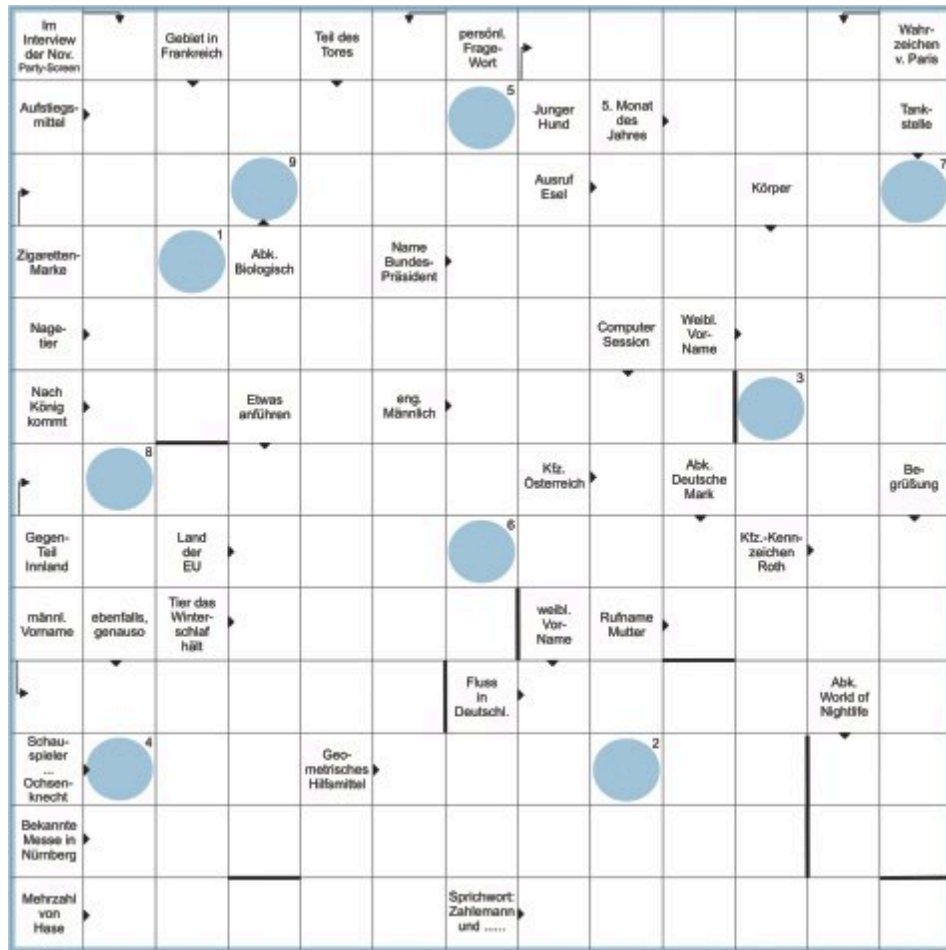 Im
Interview
der Nov.
Party-Screen
Gebiet in
Frankreich
Teil des
Tores
persönl.
Frage-
Wort
Wahr-
zeichen
v. Paris
Aufstiegs-
mittel
5
Junger
Hund
5. Monat
des
Jahres
Tank-
stelle
9
Ausruf
Esel
Körper
7
Zigaretten-
Marke
1
Abk.
Biologisch
Name
Bundes-
Präsident
Nage-
tier
Computer
Session
Weibl.
Vor-
Name
Nach
König
kommt
Etwas
anführen
eng.
Männlich
3
8
Kfz.
Österreich
Abk.
Deutsche
Mark
Be-
grüßung
Gegen-
Teil
Innland
Land
der
EU
6
Kfz.-Kenn-
zeichen
Roth
männl.
Vorname
ebenfalls,
genauso
Tier das
Winter-
schlaf
hält
weibl.
Vor-
Name
Rufname
Mutter
Fluss
in
Deutschl.
Abk.
World of
Nightlife
Schau-
spieler
...
Ochsen-
knecht
4
Geo-
metrisches
Hilfsmittel
2
Bekannte
Messe in
Nürnberg
Mehrzahl
von
Hase
Sprichwort:
Zahlemann
und .....